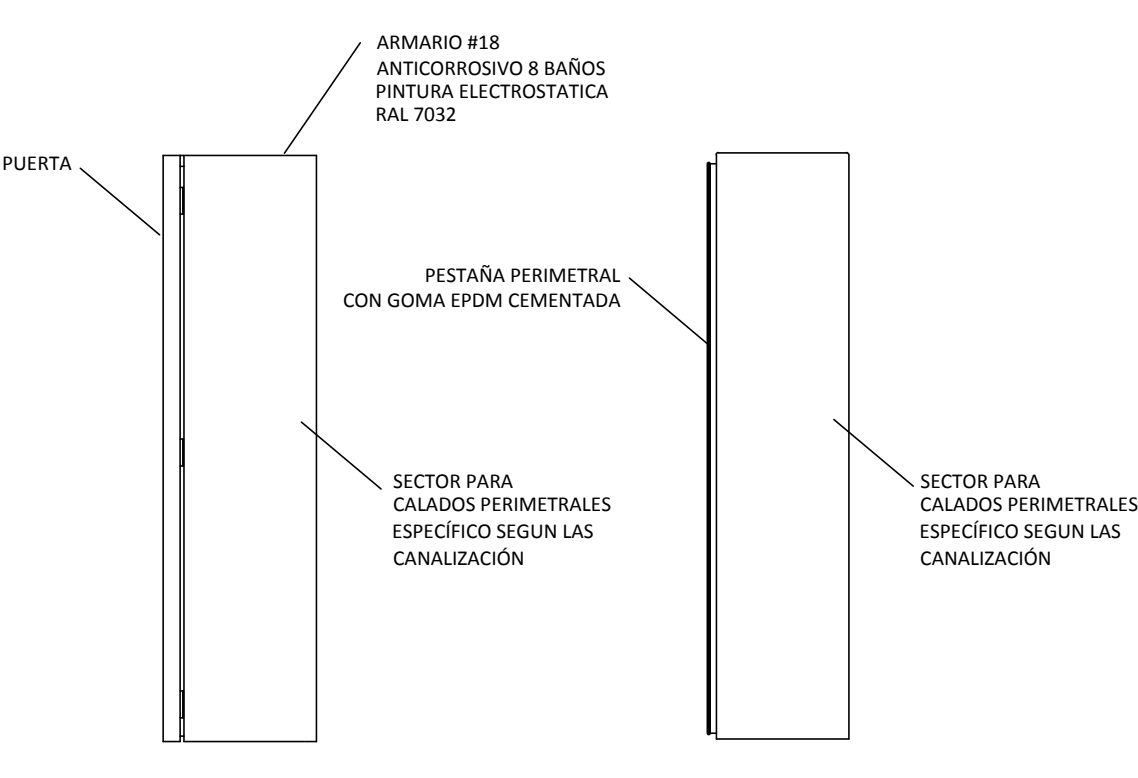 ARMARIO #18
ANTICORROSIVO 8 BAÑOS
PINTURA ELECTROSTATICA
RAL 7032
PUERTA
PESTAÑA PERIMETRAL
CON GOMA EPDM CEMENTADA
SECTOR PARA
CALADOS PERIMETRALES
ESPECÍFICO SEGUN LAS
CANALIZACIÓN
SECTOR PARA
CALADOS PERIMETRALES
ESPECÍFICO SEGUN LAS
CANALIZACIÓN